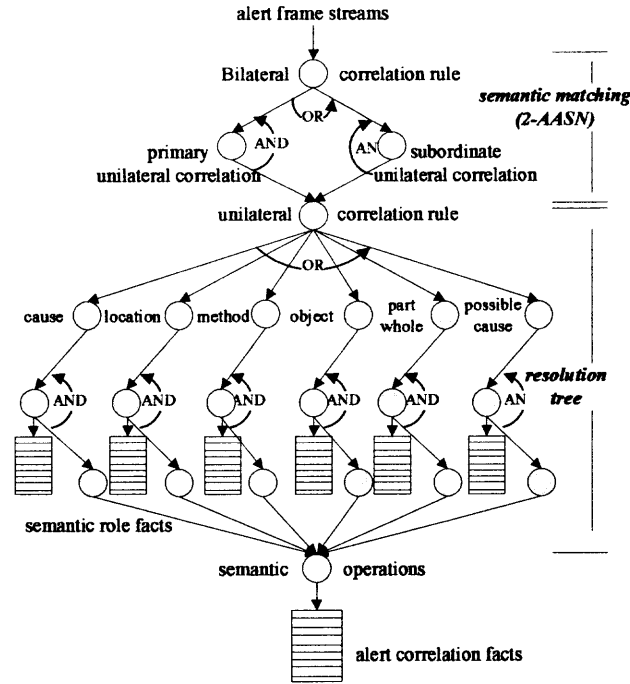 alert frame streams
Bilateral correlation rule
semantic matching
(2-AASN)
OR
AND
AN
primary
unilateral correlation
subordinate
unilateral correlation
unilateral correlation rule
OR
cause
location
method
object
part
whole
possible
cause
resolution
tree
AND
AND
AND
AND
AND
AN
semantic role facts
semantic operations
alert correlation facts